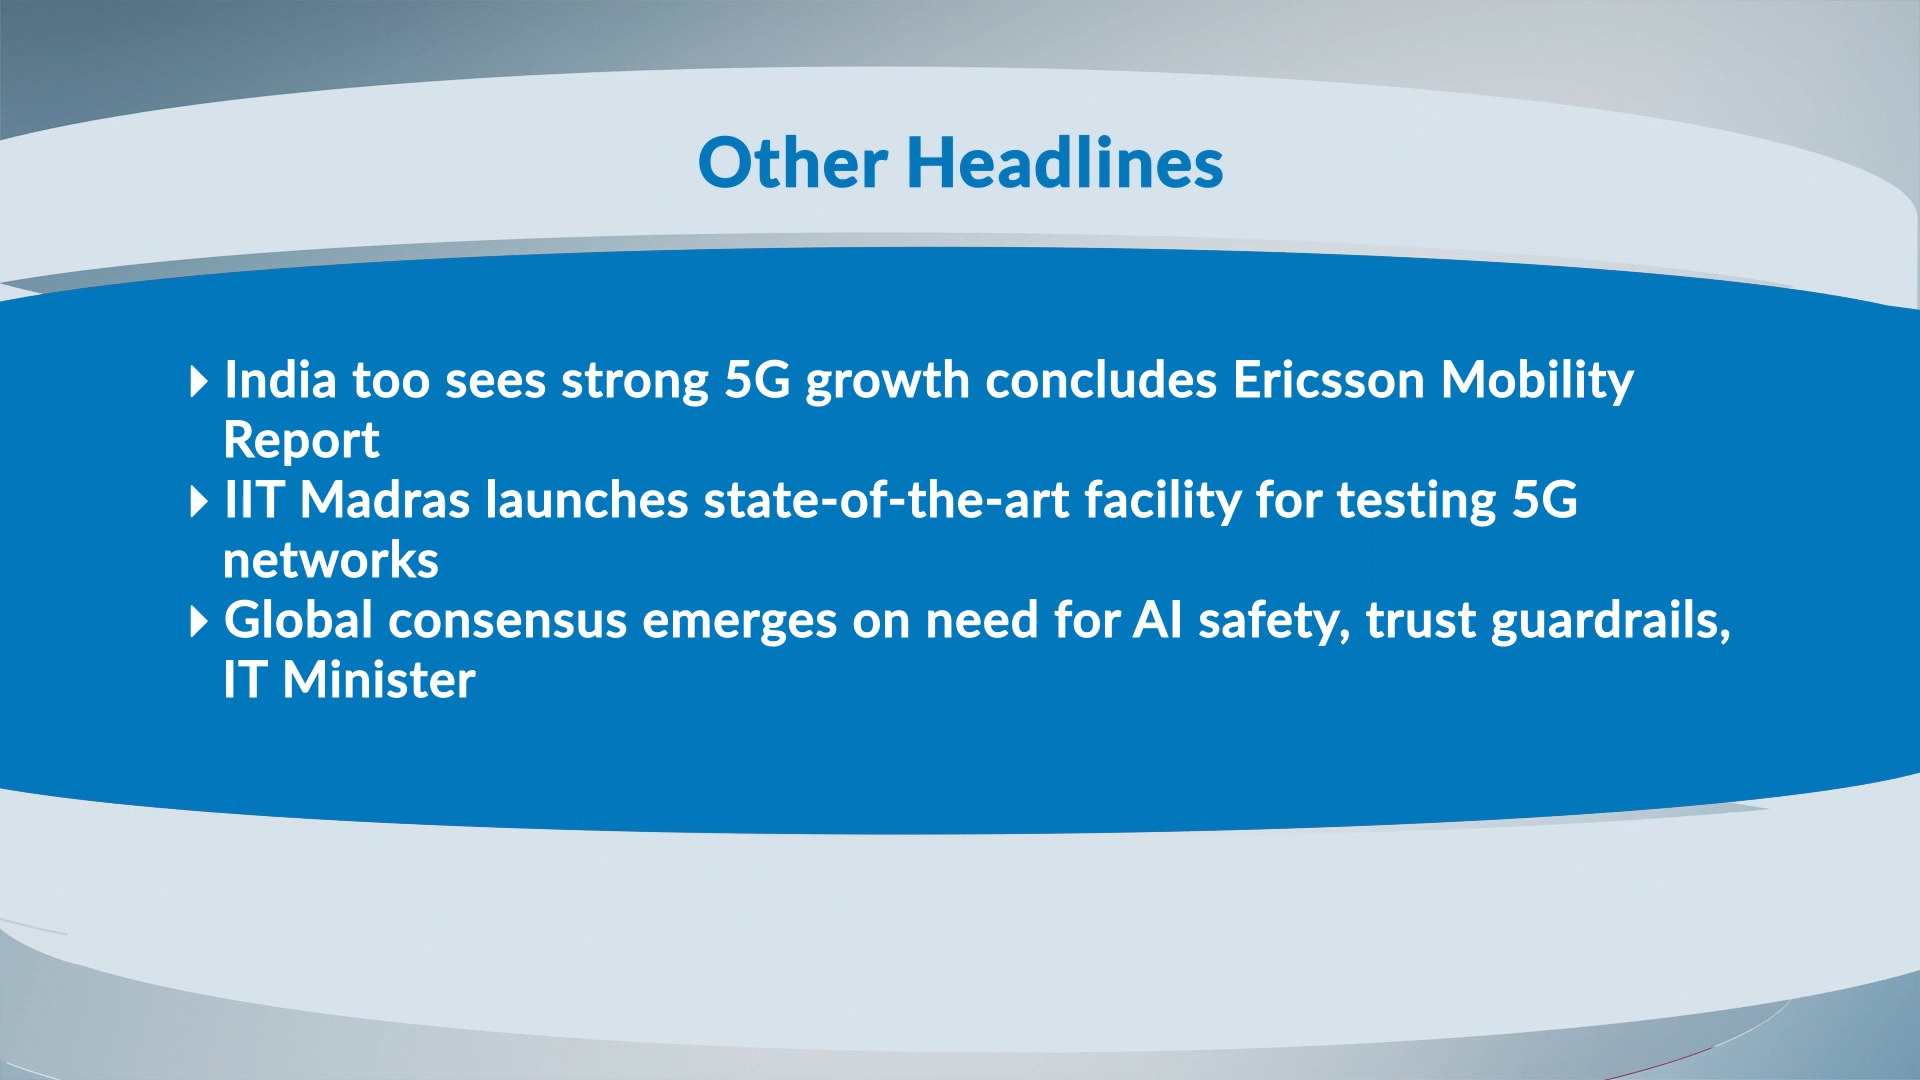 Other Headlines
India too sees strong 5G growth concludes Ericsson Mobility
Report
IIT Madras launches state-of-the-art facility for testing 5G
networks
Global consensus emerges on need for AI safety, trust guardrails,
IT Minister